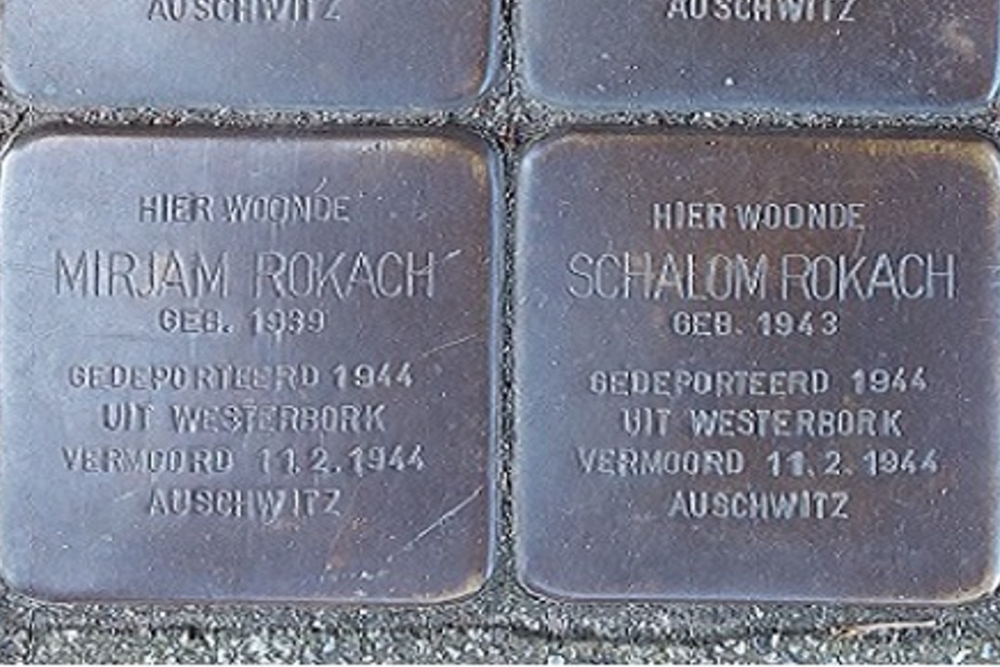 AUSCHWITZ
AUSCHWITZ
HIER WOONDE
MIRJAM ROKACH
GEB. 1939
GEDEPORTEERD 1944
UIT WESTERBORK
VERMOORD 11.2.1944
AUSCHWITZ
HIER WOONDE
SCHALOM ROKACH
GEB. 1943
GEDEPORTEERD 1944
UIT WESTERBORK
VERMOORD 11.2.1944
AUSCHWITZ